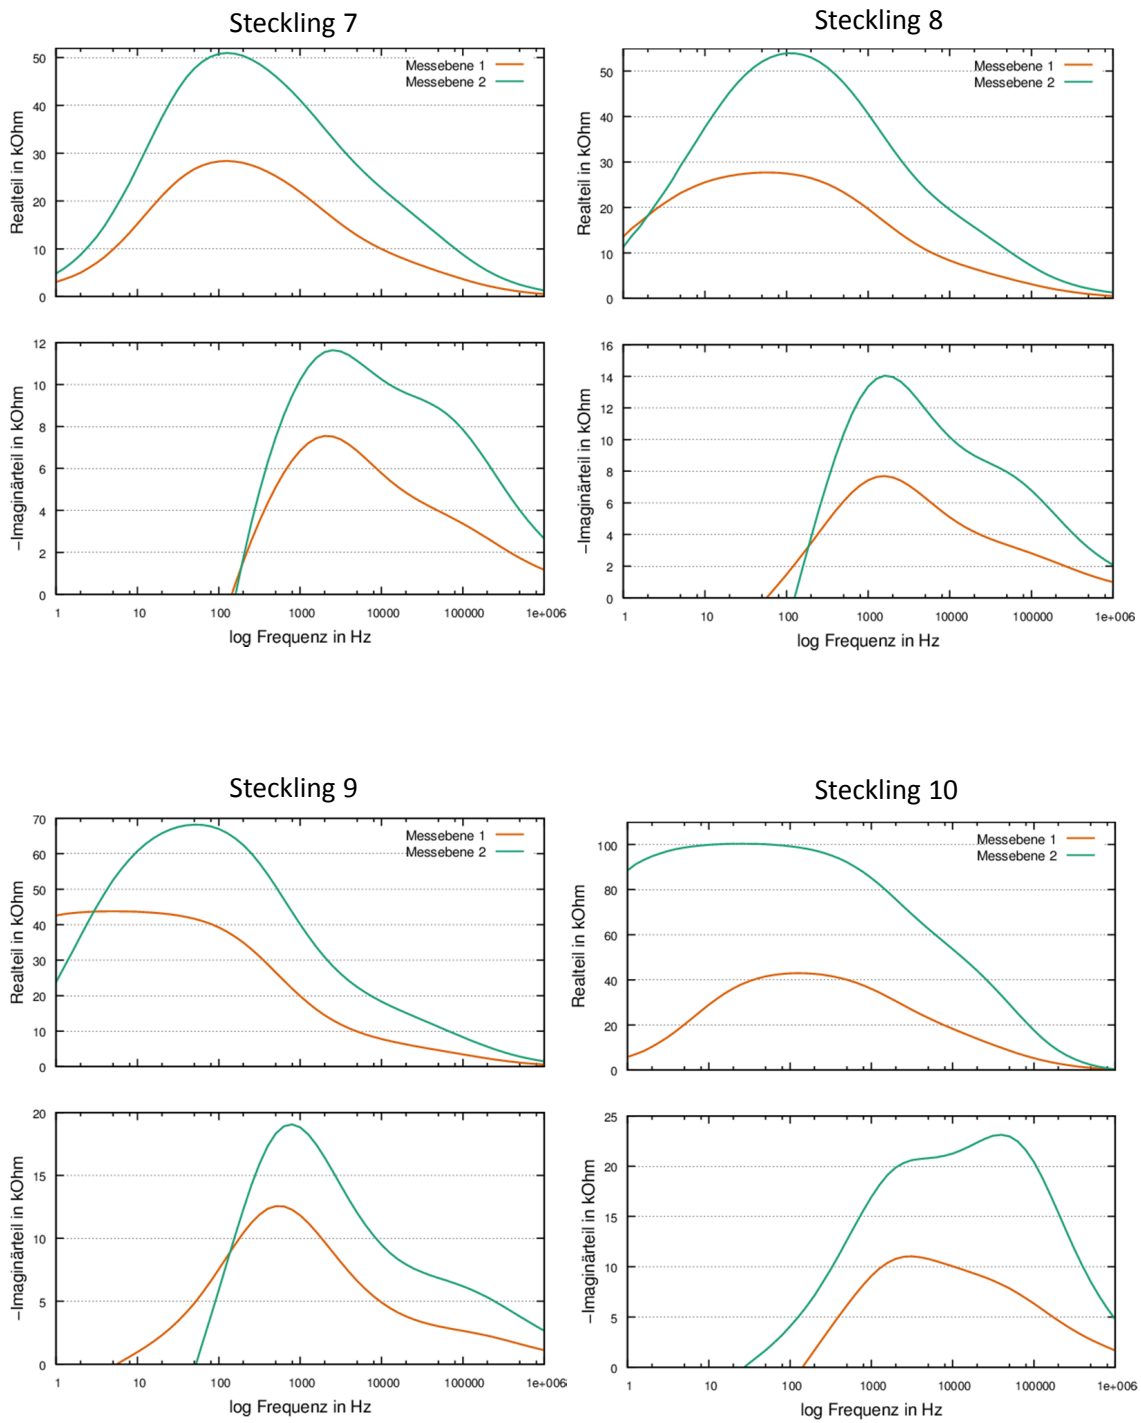 Steckling 7
50
40
30
20
10
0
Realteil in kOhm
Messebene 1
Messebene 2
12
10
8
6
4
2
0
−Imaginärteil in kOhm
1 10 100 1000 10000 100000 1e+006
log Frequenz in Hz
Steckling 8
50
40
30
20
10
0
Realteil in kOhm
Messebene 1
Messebene 2
16
14
12
10
8
6
4
2
0
−Imaginärteil in kOhm
1 10 100 1000 10000 100000 1e+006
log Frequenz in Hz
Steckling 9
70
60
50
40
30
20
10
0
Realteil in kOhm
Messebene 1
Messebene 2
20
15
10
5
0
−Imaginärteil in kOhm
1 10 100 1000 10000 100000 1e+006
log Frequenz in Hz
Steckling 10
100
80
60
40
20
0
Realteil in kOhm
Messebene 1
Messebene 2
25
20
15
10
5
0
−Imaginärteil in kOhm
1 10 100 1000 10000 100000 1e+006
log Frequenz in Hz